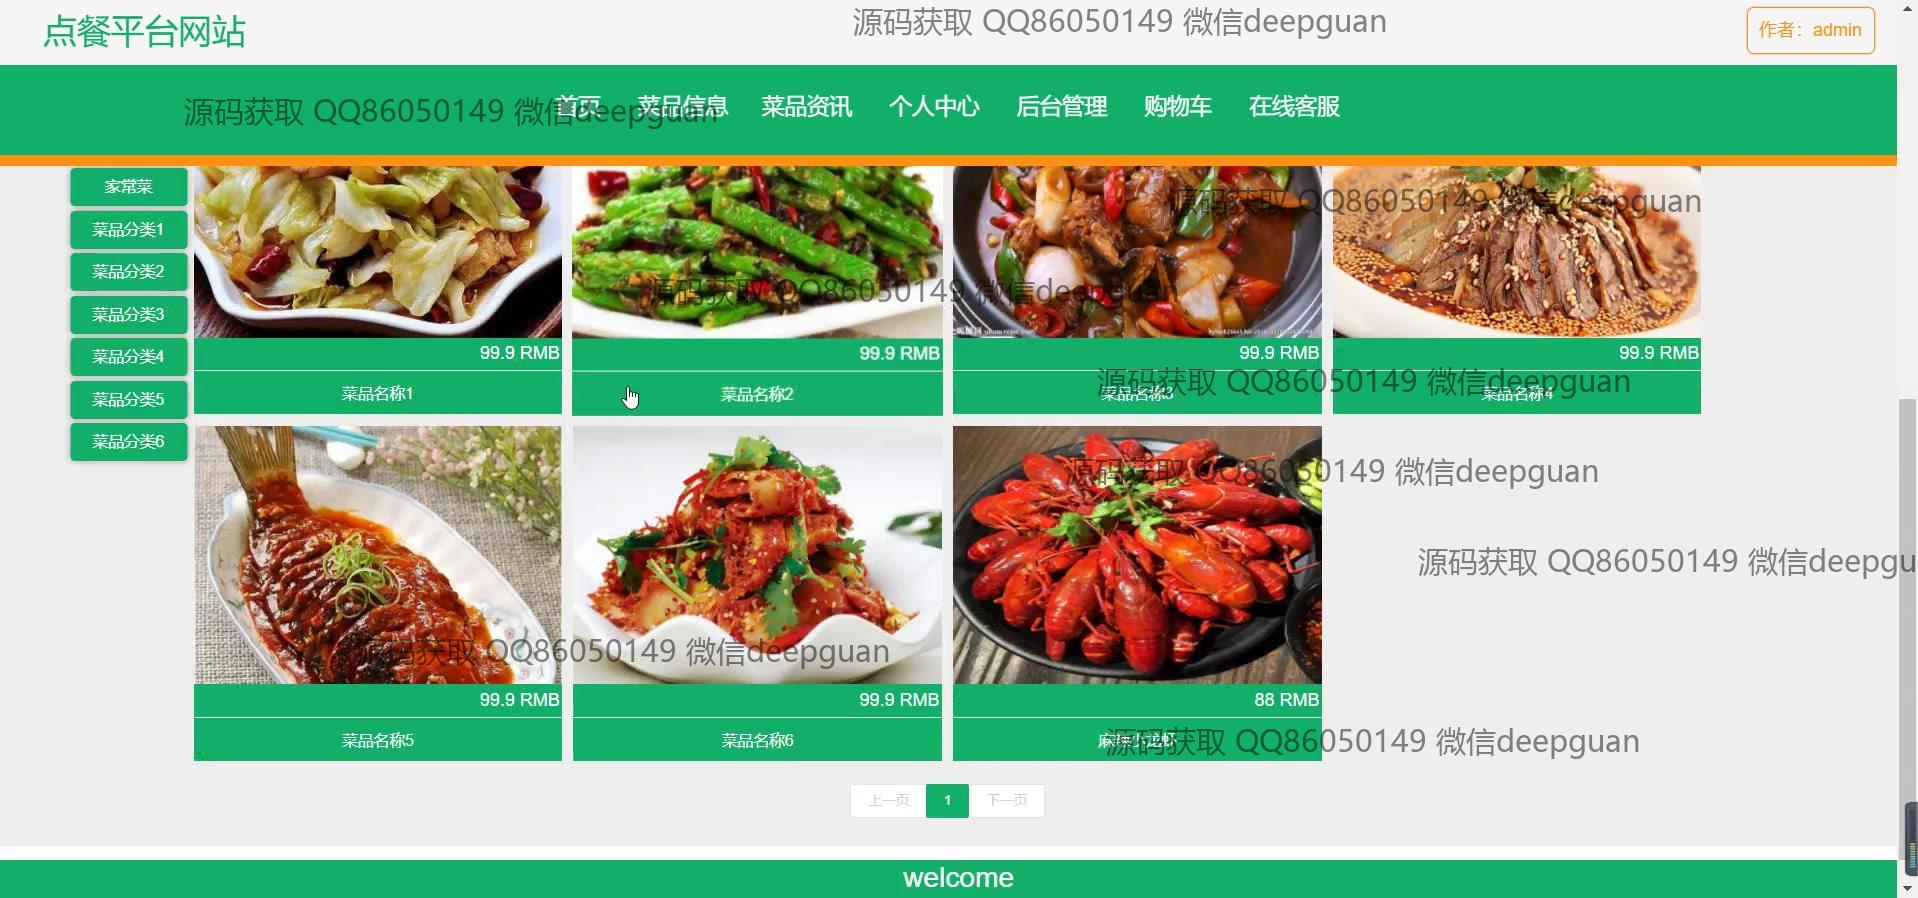 点餐平台网站
源码获取 QQ86050149 微信deepguan
作者：admin
源码获取 QQ86050149 微信deepguan
首页 菜品信息 菜品资讯 个人中心 后台管理 购物车 在线客服
家常菜
菜品分类1
菜品分类2
菜品分类3
菜品分类4
菜品分类5
菜品分类6
源码获取 QQ86050149 微信deepguan
源码获取 QQ86050149 微信deepguan
99.9 RMB
99.9 RMB
99.9 RMB
99.9 RMB
源码获取 QQ86050149 微信deepguan
菜品名称1
菜品名称2
菜品名称3
菜品名称4
源码获取 QQ86050149 微信deepguan
源码获取 QQ86050149 微信deepgu
源码获取 QQ86050149 微信deepguan
99.9 RMB
99.9 RMB
88 RMB
菜品名称5
菜品名称6
麻辣小龙虾
源码获取 QQ86050149 微信deepguan
上一页 1 下一页
welcome